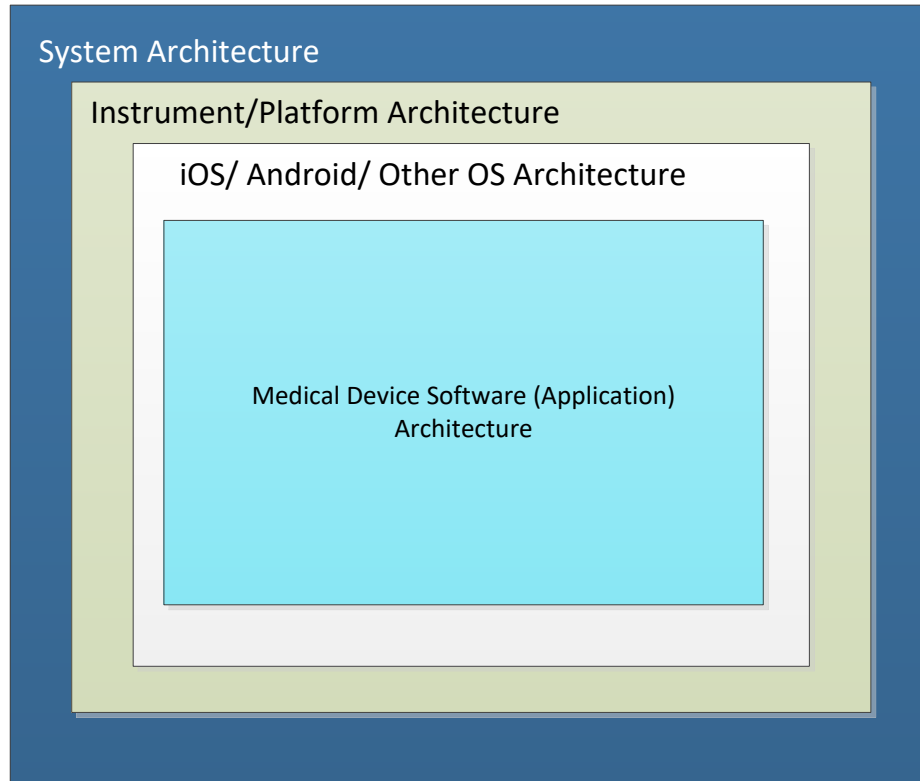 System Architecture
Instrument/Platform Architecture
iOS/ Android/ Other OS Architecture
Medical Device Software (Application)
Architecture